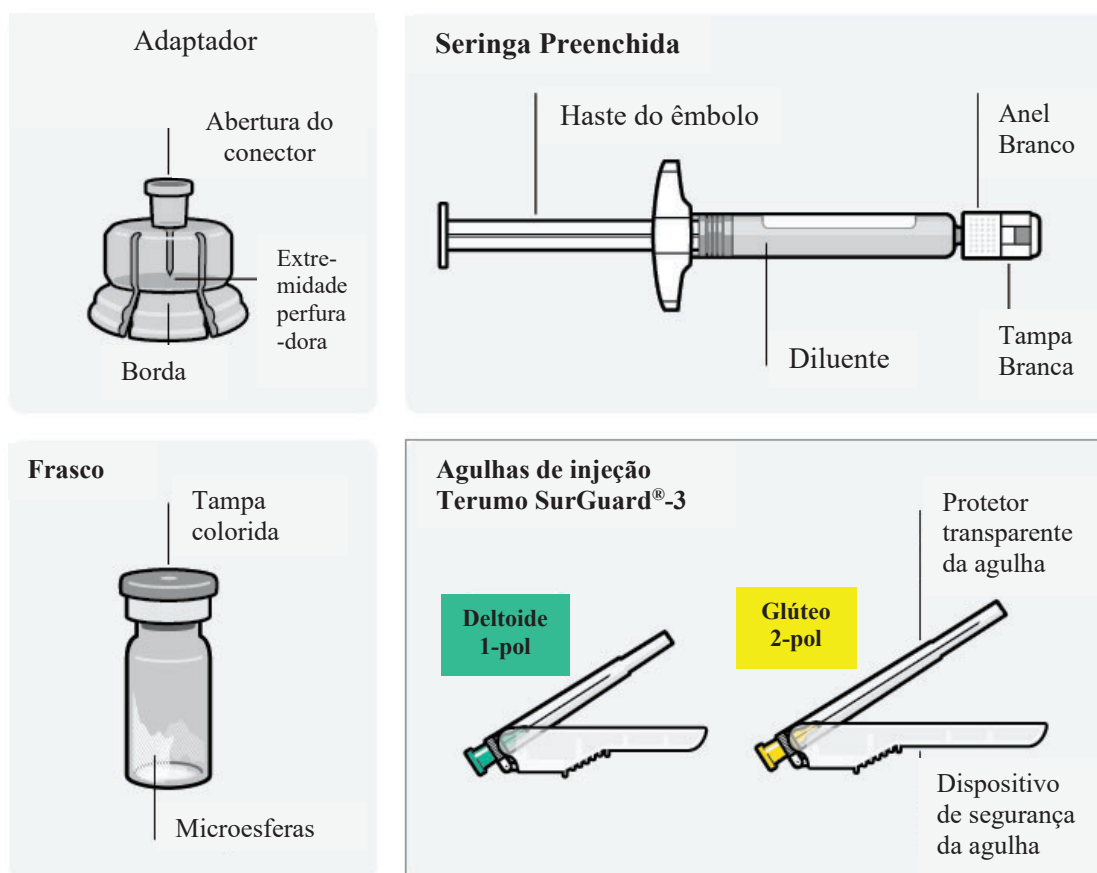 Adaptador
Abertura do
conector
Extre-
midade
perfura
-dora
Borda
Seringa Preenchida
Haste do êmbolo
Anel
Branco
Diluente
Tampa
Branca
Frasco
Tampa
colorida
Microesferas
Agulhas de injeção
Terumo SurGuard®-3
Protetor
transparente
da agulha
Deltoide
1-pol
Glúteo
2-pol
Dispositivo
de segurança
da agulha